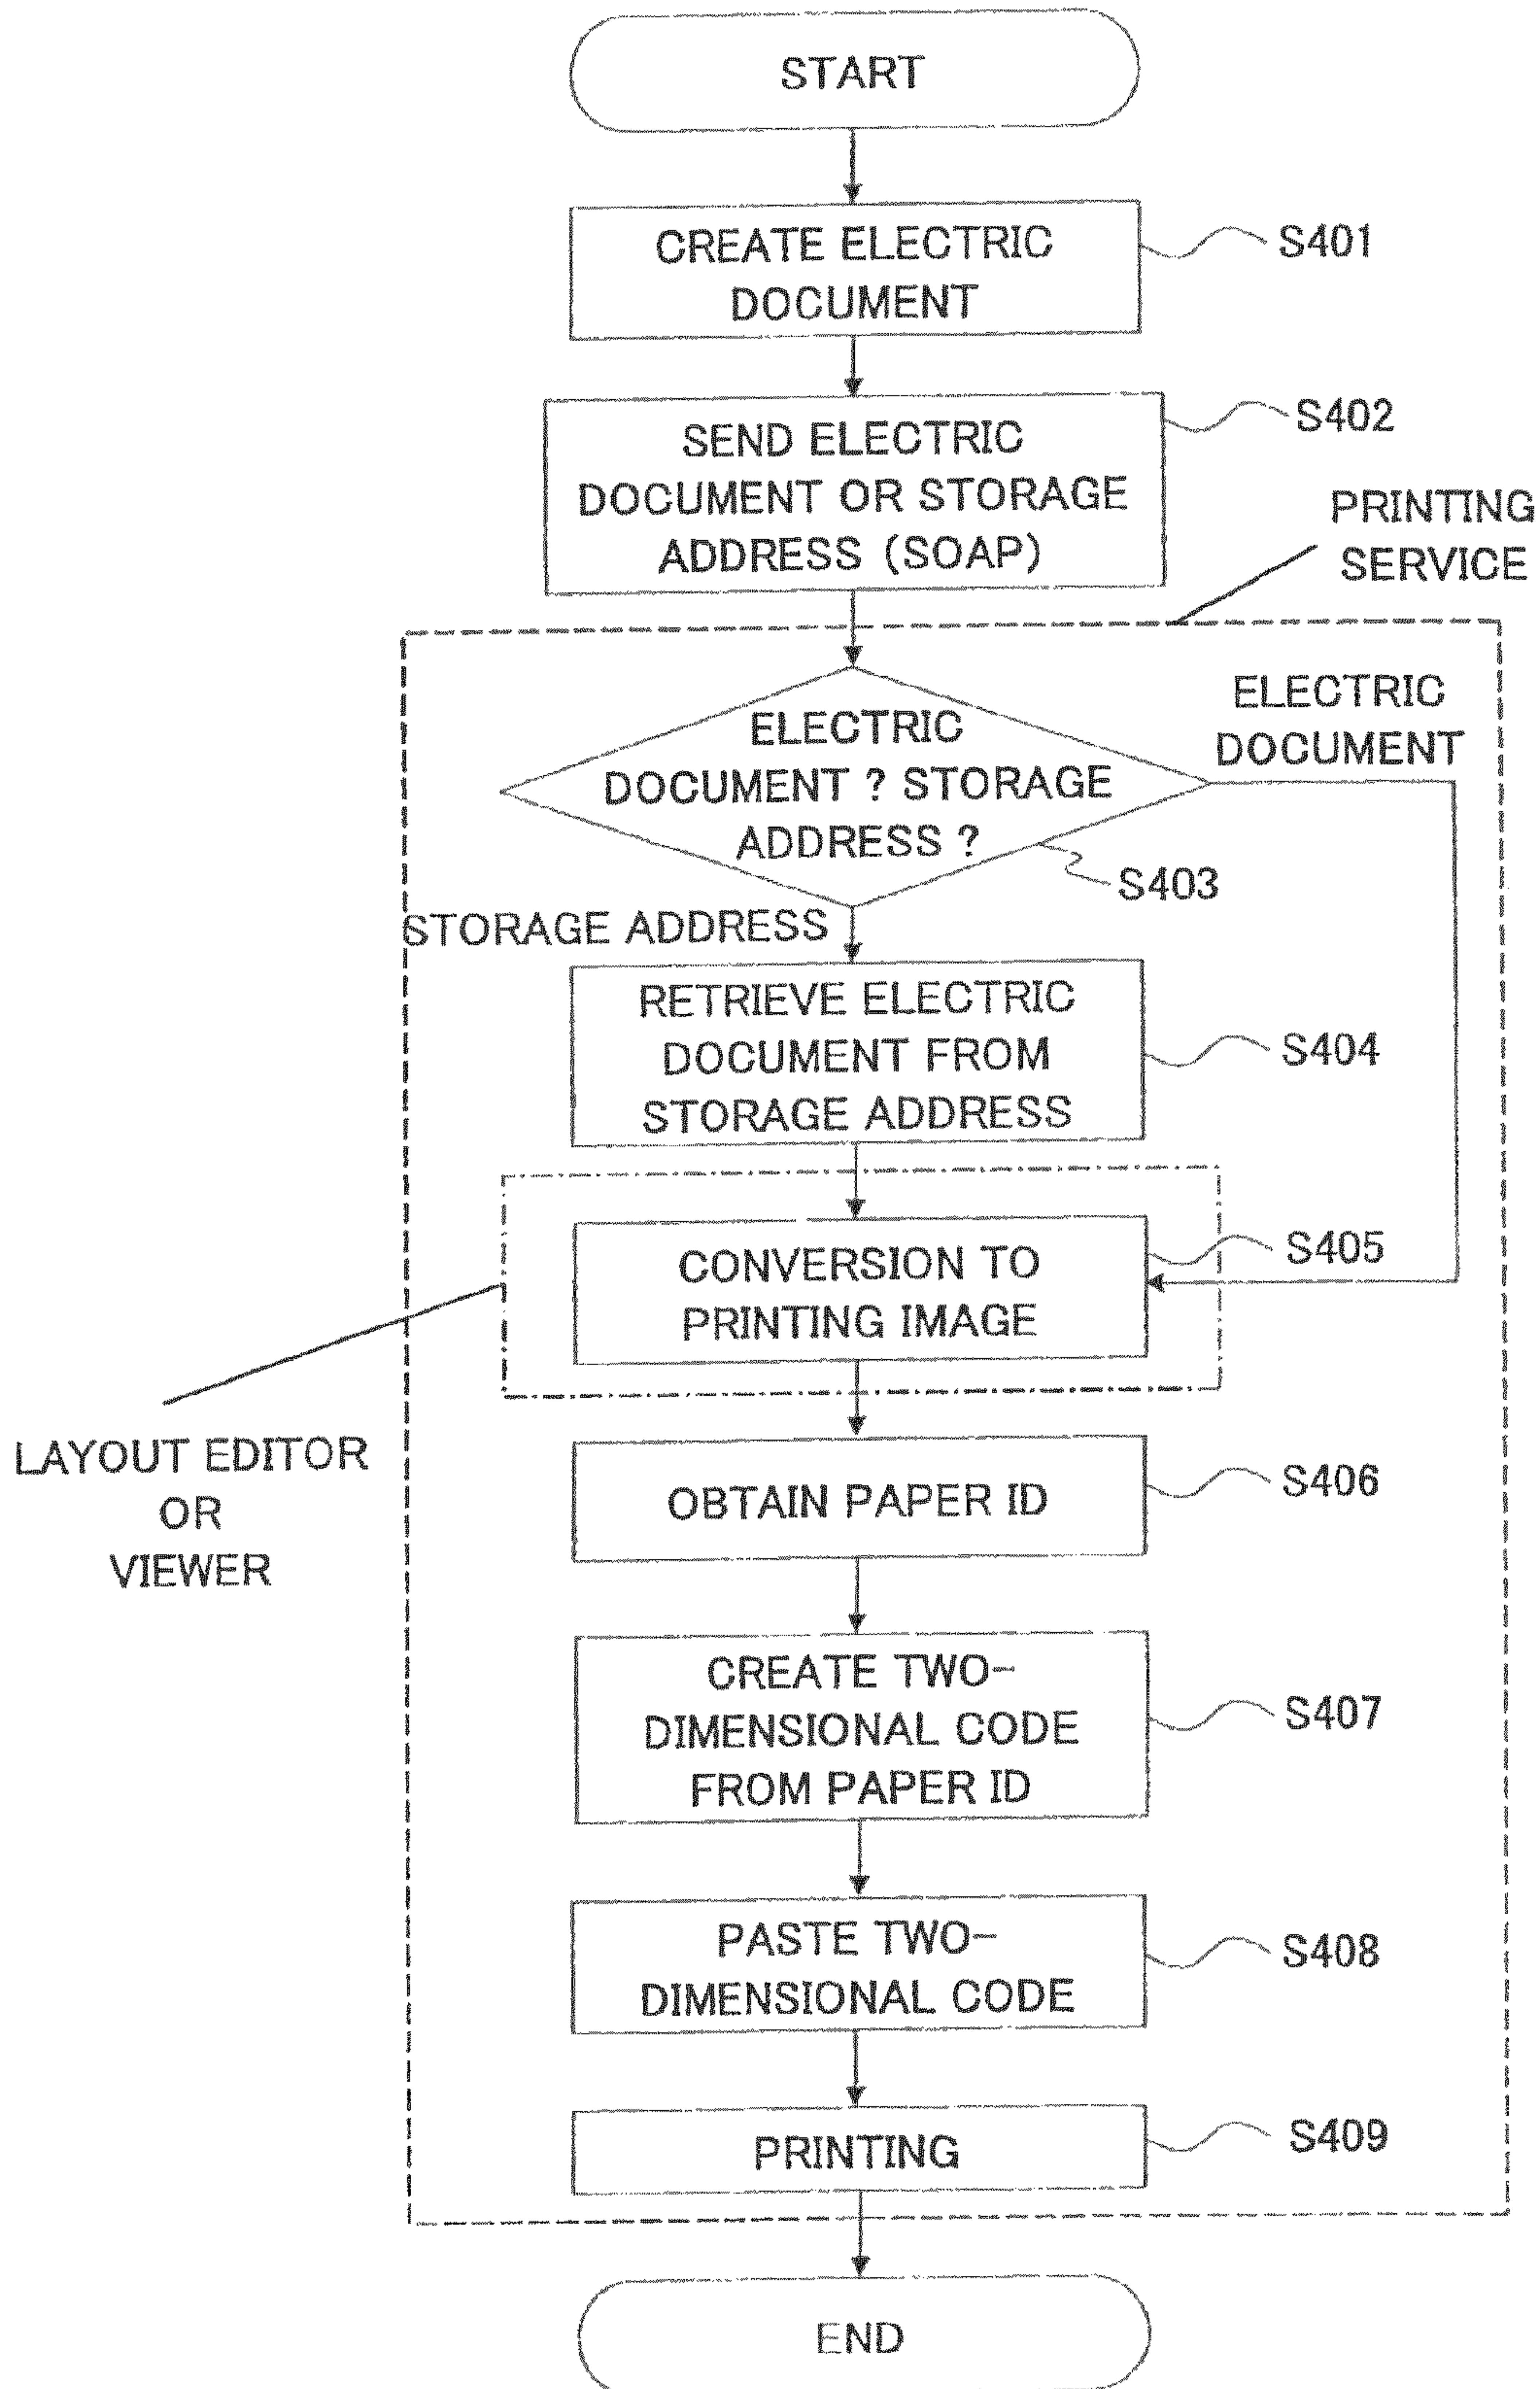 START
CREATE ELECTRIC
DOCUMENT
S401
SEND ELECTRIC
DOCUMENT OR STORAGE
ADDRESS (SOAP)
S402
PRINTING
SERVICE
ELECTRIC
DOCUMENT ? STORAGE
ADDRESS ?
S403
ELECTRIC
DOCUMENT
STORAGE ADDRESS
RETRIEVE ELECTRIC
DOCUMENT FROM
STORAGE ADDRESS
S404
CONVERSION TO
PRINTING IMAGE
S405
LAYOUT EDITOR
OR
VIEWER
OBTAIN PAPER ID
S406
CREATE TWO-
DIMENSIONAL CODE
FROM PAPER ID
S407
PASTE TWO-
DIMENSIONAL CODE
S408
PRINTING
S409
END